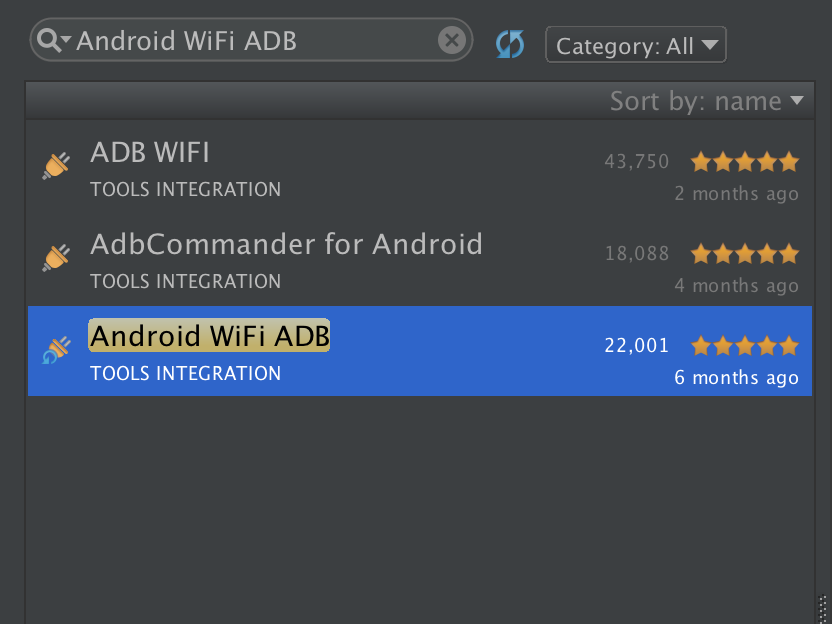 Android WiFi ADB
Category: All
Sort by: name
ADB WIFI
43,750
TOOLS INTEGRATION
2 months ago
AdbCommander for Android
18,088
TOOLS INTEGRATION
4 months ago
Android WiFi ADB
22,001
TOOLS INTEGRATION
6 months ago